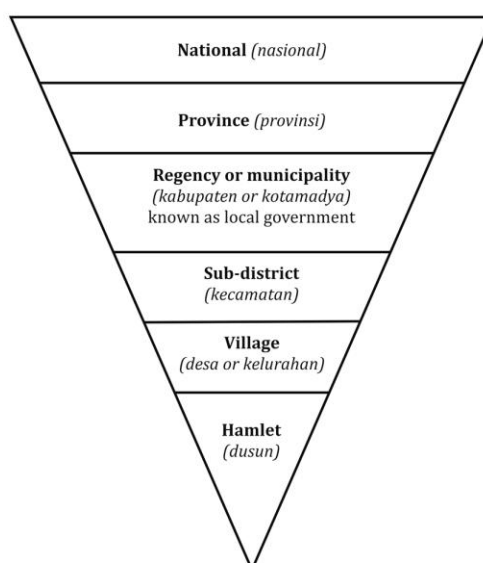 National (nasional)
Province (provinsi)
Regency or municipality
(kabupaten or kotamadya)
known as local government
Sub-district
(kecamatan)
Village
(desa or kelurahan)
Hamlet
(dusun)